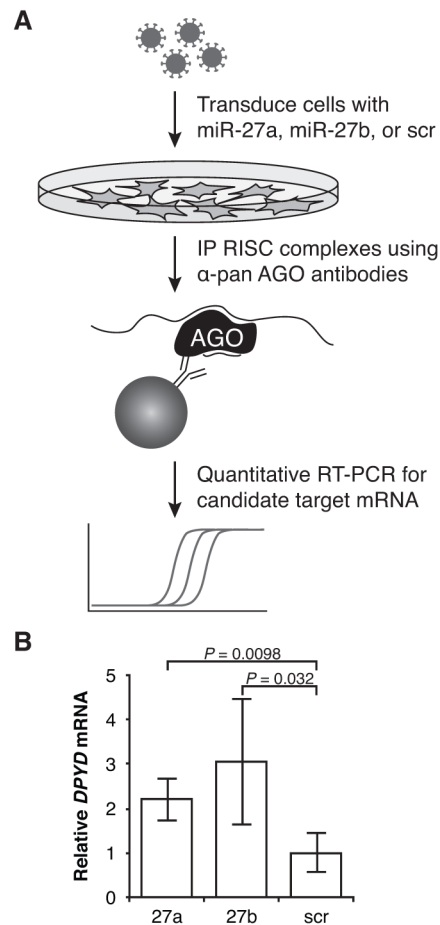 A
Transduce cells with
miR-27a, miR-27b, or scr
IP RISC complexes using
α-pan AGO antibodies
AGO
Quantitative RT-PCR for
candidate target mRNA
B
P = 0.0098
P = 0.032
Relative DPYD mRNA
5
4
3
2
1
0
27a 27b scr